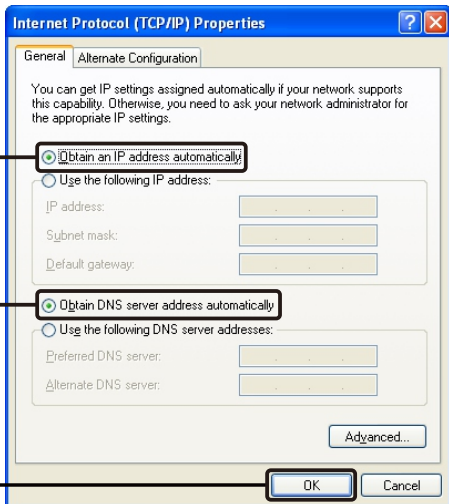 Internet Protocol (TCP/IP) Properties
General
Alternate Configuration
You can get IP settings assigned automatically if your network supports
this capability. Otherwise, you need to ask your network administrator for
the appropriate IP settings.
Obtain an IP address automatically
Use the following IP address:
IP address:
Subnet mask:
Default gateway:
Obtain DNS server address automatically
Use the following DNS server addresses:
Preferred DNS server:
Alternate DNS server:
Advanced...
OK
Cancel